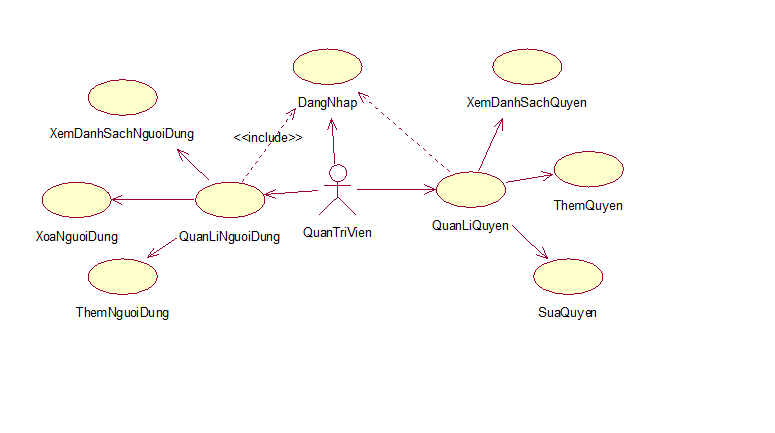 DangNhap
XemDanhSachQuyen
XemDanhSachNguoiDung
<<include>>
ThemQuyen
XoaNguoiDung
QuanLiNguoiDung
QuanTriVien
QuanLiQuyen
ThemNguoiDung
SuaQuyen